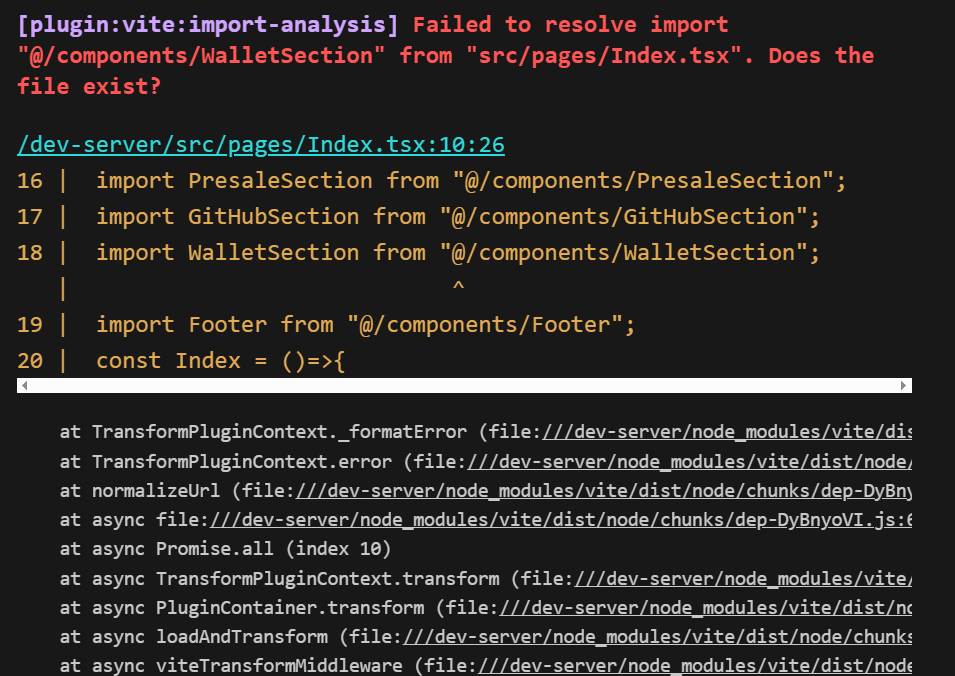 [plugin:vite:import-analysis] Failed to resolve import
"@/components/WalletSection" from "src/pages/Index.tsx". Does the
file exist?
/dev-server/src/pages/Index.tsx:10:26
16 |  import PresaleSection from "@/components/PresaleSection";
17 |  import GitHubSection from "@/components/GitHubSection";
18 |  import WalletSection from "@/components/WalletSection";
   |                             ^
19 |  import Footer from "@/components/Footer";
20 |  const Index = ()=>{
at TransformPluginContext._formatError (file:///dev-server/node_modules/vite/dis
at TransformPluginContext.error (file:///dev-server/node_modules/vite/dist/node/
at normalizeUrl (file:///dev-server/node_modules/vite/dist/node/chunks/dep-DyBny
at async file:///dev-server/node_modules/vite/dist/node/chunks/dep-DyBnyoVI.js:6
at async Promise.all (index 10)
at async TransformPluginContext.transform (file:///dev-server/node_modules/vite/
at async PluginContainer.transform (file:///dev-server/node_modules/vite/dist/no
at async loadAndTransform (file:///dev-server/node_modules/vite/dist/node/chunks
at async viteTransformMiddleware (file:///dev-server/node_modules/vite/dist/node